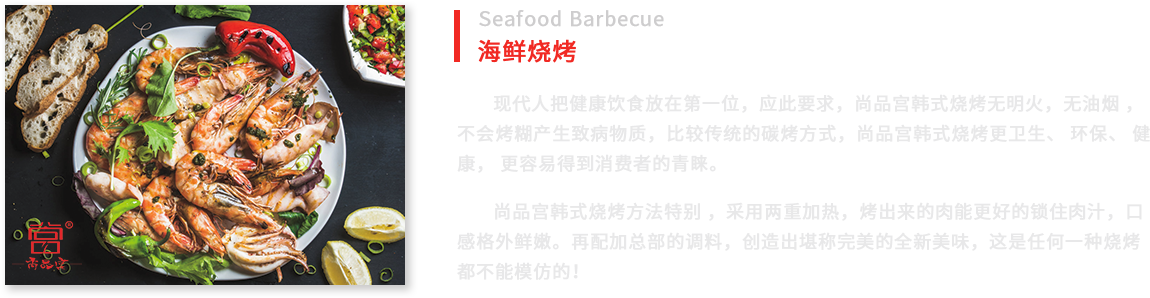 Seafood Barbecue
海鲜烧烤
现代人把健康饮食放在第一位，应此要求，尚品宫韩式烧烤无明火，无油烟，
不会烤糊产生致病物质，比较传统的碳烤方式，尚品宫韩式烧烤更卫生、 环保、 健
康， 更容易得到消费者的青睐。
尚品宫韩式烧烤方法特别 ，采用两重加热，烤出来的肉能更好的锁住肉汁，口
感格外鲜嫩。再配加总部的调料，创造出堪称完美的全新美味，这是任何一种烧烤
都不能模仿的！
尚品宫